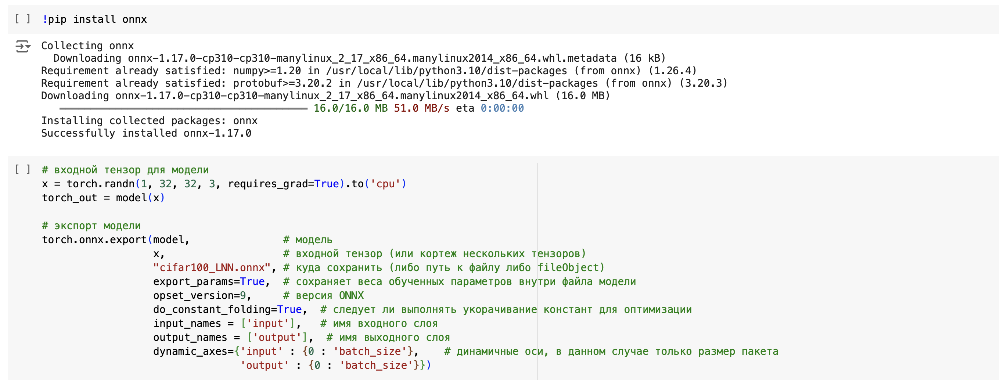 [ ] !pip install onnx
Collecting onnx
  Downloading onnx-1.17.0-cp310-cp310-manylinux_2_17_x86_64.manylinux2014_x86_64.whl.metadata (16 kB)
Requirement already satisfied: numpy>=1.20 in /usr/local/lib/python3.10/dist-packages (from onnx) (1.26.4)
Requirement already satisfied: protobuf>=3.20.2 in /usr/local/lib/python3.10/dist-packages (from onnx) (3.20.3)
Downloading onnx-1.17.0-cp310-cp310-manylinux_2_17_x86_64.manylinux2014_x86_64.whl (16.0 MB)
16.0/16.0 MB 51.0 MB/s eta 0:00:00
Installing collected packages: onnx
Successfully installed onnx-1.17.0
[ ] # входной тензор для модели
x = torch.randn(1, 32, 32, 3, requires_grad=True).to('cpu')
torch_out = model(x)
# экспорт модели
torch.onnx.export(model,               # модель
                  x,                   # входной тензор (или кортеж нескольких тензоров)
                  "cifar100_LNN.onnx", # куда сохранить (либо путь к файлу либо fileObject)
                  export_params=True,  # сохраняет веса обученных параметров внутри файла модели
                  opset_version=9,     # версия ONNX
                  do_constant_folding=True,  # следует ли выполнять укорачивание констант для оптимизации
                  input_names = ['input'],   # имя входного слоя
                  output_names = ['output'],  # имя выходного слоя
                  dynamic_axes={'input' : {0 : 'batch_size'},    # динамичные оси, в данном случае только размер пакета
                                'output' : {0 : 'batch_size'}})